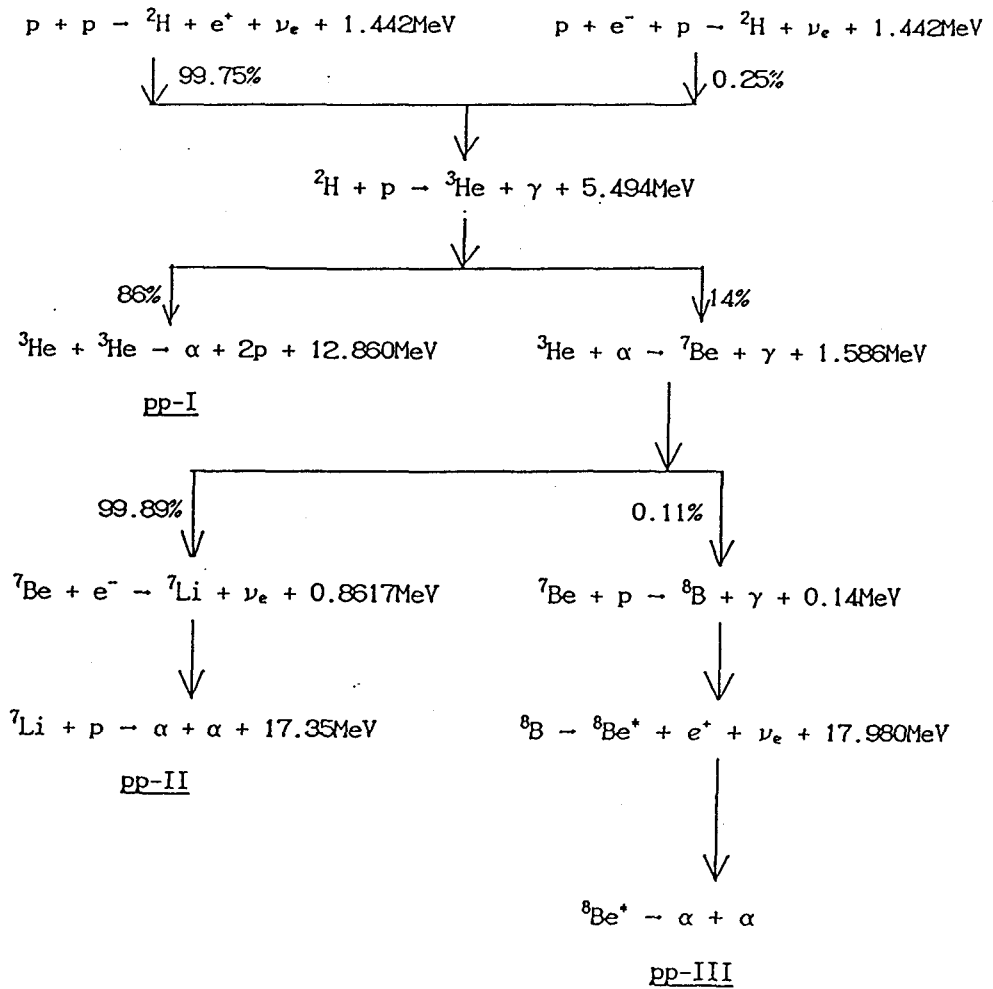 p + p → ²H + e⁺ + νₑ + 1.442MeV
p + e⁻ + p → ²H + νₑ + 1.442MeV
99.75%
0.25%
²H + p → ³He + γ + 5.494MeV
86%
14%
³He + ³He → α + 2p + 12.860MeV
³He + α → ⁷Be + γ + 1.586MeV
pp-I
99.89%
0.11%
⁷Be + e⁻ → ⁷Li + νₑ + 0.8617MeV
⁷Be + p → ⁸B + γ + 0.14MeV
⁷Li + p → α + α + 17.35MeV
⁸B → ⁸Be* + e⁺ + νₑ + 17.980MeV
pp-II
⁸Be* → α + α
pp-III